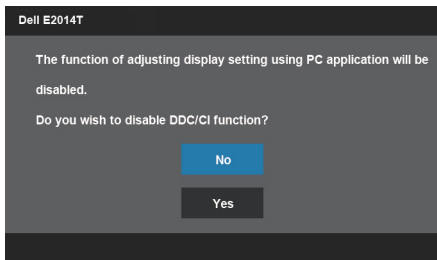 Dell E2014T
The function of adjusting display setting using PC application will be
disabled.
Do you wish to disable DDC/CI function?
No
Yes